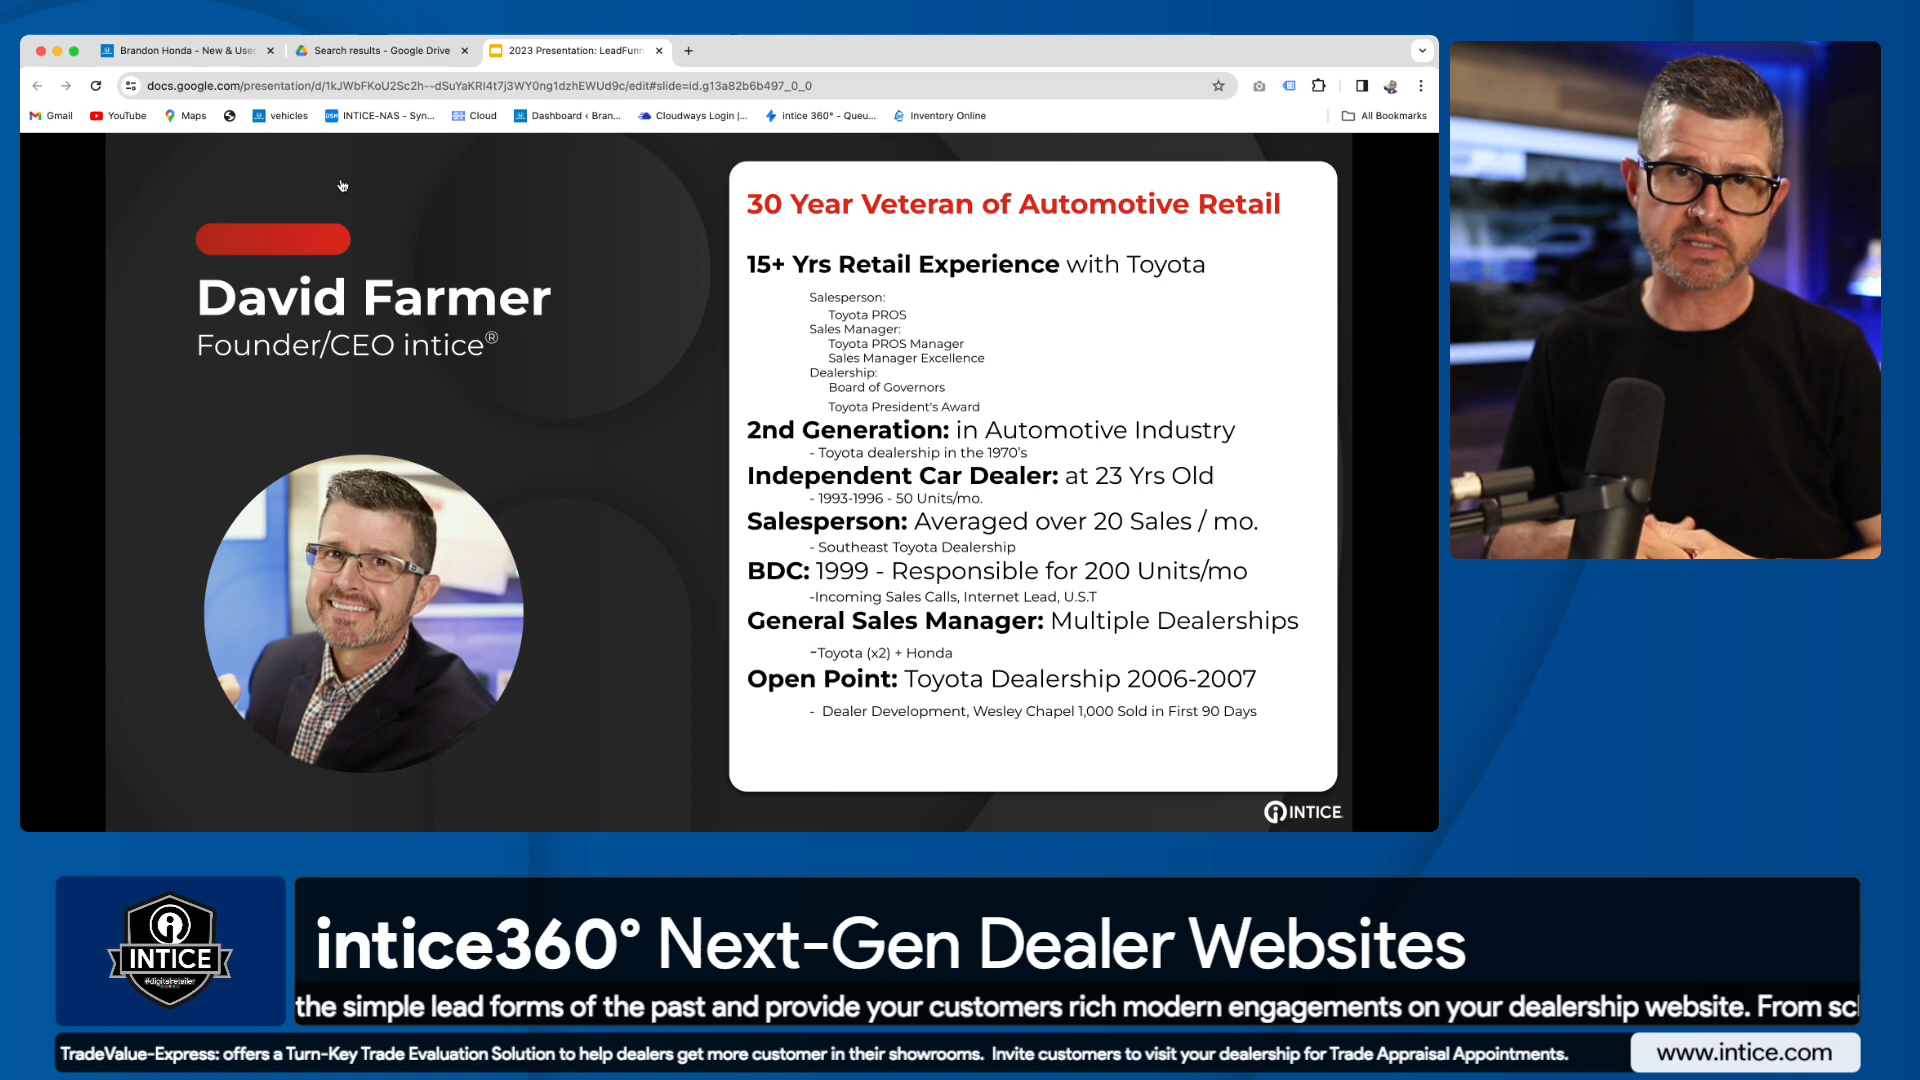 Brandon Honda - New & Used
Search results - Google Drive
2023 Presentation: LeadFunn
docs.google.com/presentation/d/1kJWbFKoU2Sc2h--dSuYaKRl4t7j3WY0ng1dzhEWUd9c/edit#slide=id.g13a82b6b497_0_0
Gmail YouTube Maps vehicles INTICE-NAS - Syn... Cloud Dashboard ‹ Bran... Cloudways Login |... intice 360° - Queu... Inventory Online All Bookmarks
David Farmer
Founder/CEO intice®
30 Year Veteran of Automotive Retail
15+ Yrs Retail Experience with Toyota
Salesperson:
Toyota PROS
Sales Manager:
Toyota PROS Manager
Sales Manager Excellence
Dealership:
Board of Governors
Toyota President's Award
2nd Generation: in Automotive Industry
- Toyota dealership in the 1970's
Independent Car Dealer: at 23 Yrs Old
- 1993-1996 - 50 Units/mo.
Salesperson: Averaged over 20 Sales / mo.
- Southeast Toyota Dealership
BDC: 1999 - Responsible for 200 Units/mo
-Incoming Sales Calls, Internet Lead, U.S.T
General Sales Manager: Multiple Dealerships
-Toyota (x2) + Honda
Open Point: Toyota Dealership 2006-2007
- Dealer Development, Wesley Chapel 1,000 Sold in First 90 Days
INTICE
INTICE
#digitalretailer
intice360° Next-Gen Dealer Websites
the simple lead forms of the past and provide your customers rich modern engagements on your dealership website. From sc
TradeValue-Express: offers a Turn-Key Trade Evaluation Solution to help dealers get more customer in their showrooms. Invite customers to visit your dealership for Trade Appraisal Appointments.
www.intice.com